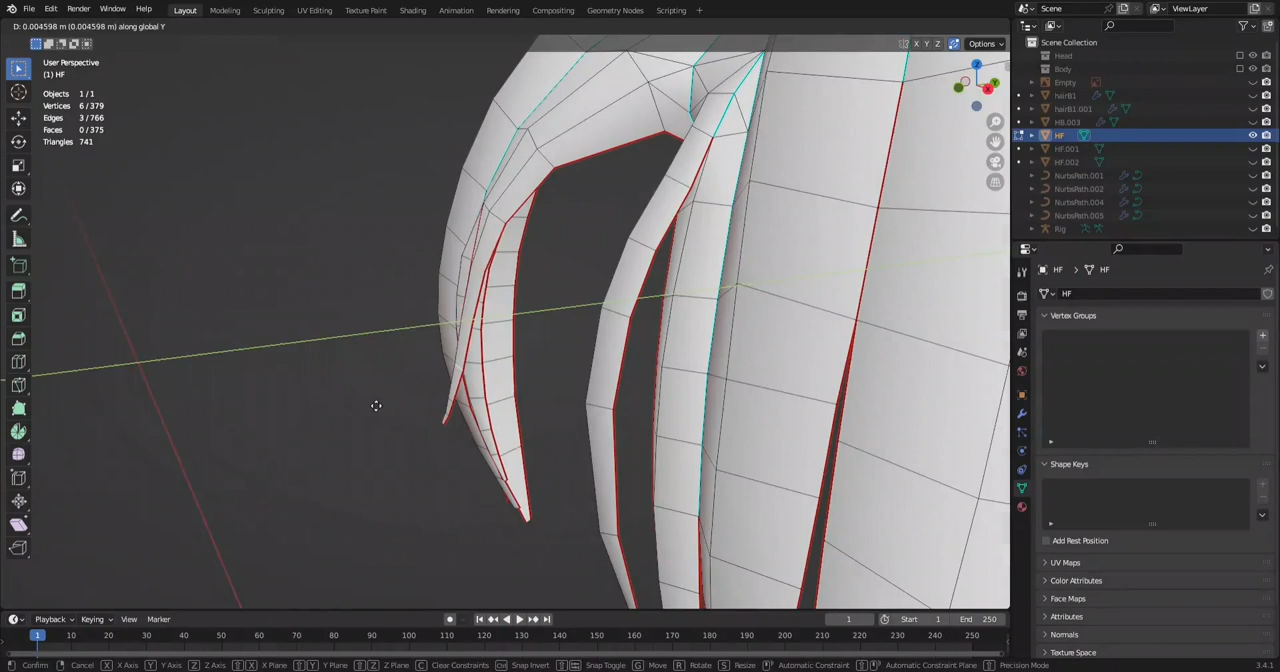 File Edit Render Window Help Layout Modeling Sculpting UV Editing Texture Paint Shading Animation Rendering Compositing Geometry Nodes Scripting + Scene ViewLayer
D: 0.004598 m (0.004598 m) along global Y
X Y Z Options
User Perspective
(1) HF
Objects 1/1
Vertices 6/379
Edges 3/766
Faces 0/375
Triangles 741
Z
Y
X
Scene Collection
Head
Body
Empty
hairB1
hairB1.001
HB.003
HF
HF.001
HF.002
NurbsPath.001
NurbsPath.002
NurbsPath.004
NurbsPath.005
Rig
HF > HF
HF
Vertex Groups
Shape Keys
Add Rest Position
UV Maps
Color Attributes
Face Maps
Attributes
Normals
Texture Space
Playback Keying View Marker 1 Start 1 End 250
1 10 20 30 40 50 60 70 80 90 100 110 120 130 140 150 160 170 180 190 200 210 220 230 240 250
Confirm Cancel X X Axis Y Y Axis Z Z Axis X X Plane Y Y Plane Z Z Plane C Clear Constraints Snap Invert Snap Toggle G Move R Rotate S Resize Automatic Constraint Automatic Constraint Plane Precision Mode 3.4.1